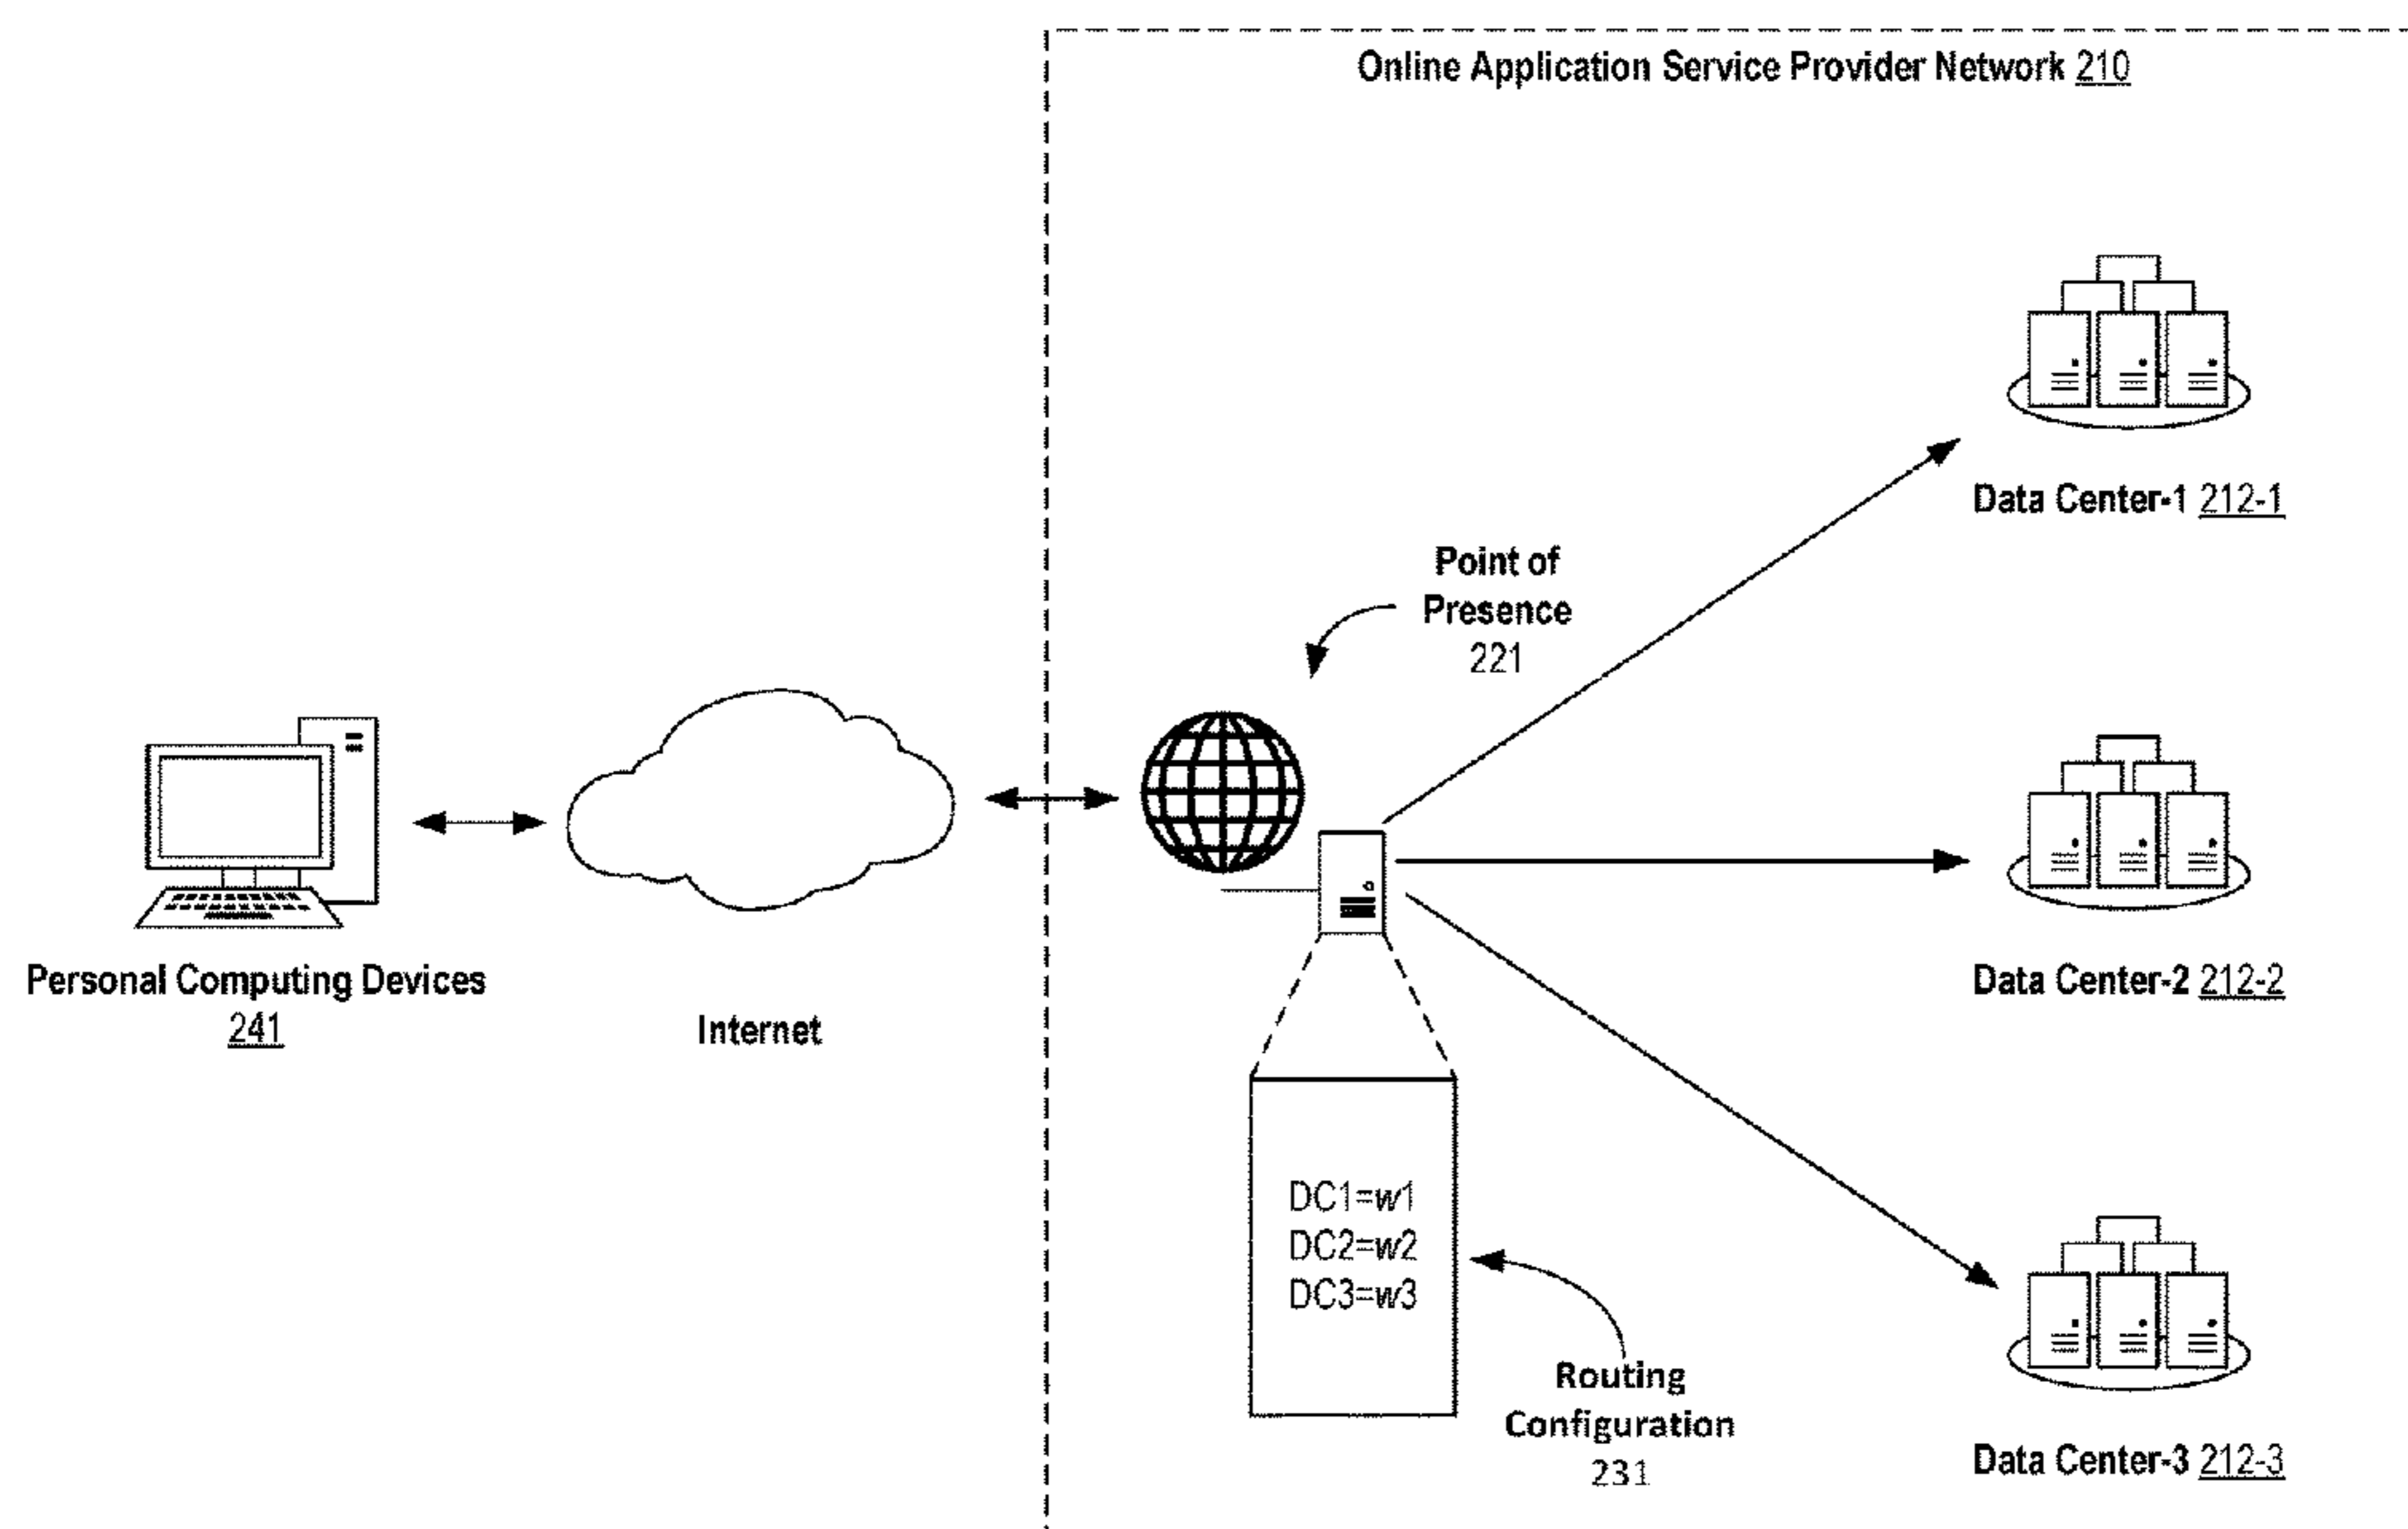 Online Application Service Provider Network 210
Data Center-1 212-1
Point of
Presence
221
Personal Computing Devices
241
Internet
Data Center-2 212-2
DC1=w1
DC2=w2
DC3=w3
Routing
Configuration
231
Data Center-3 212-3